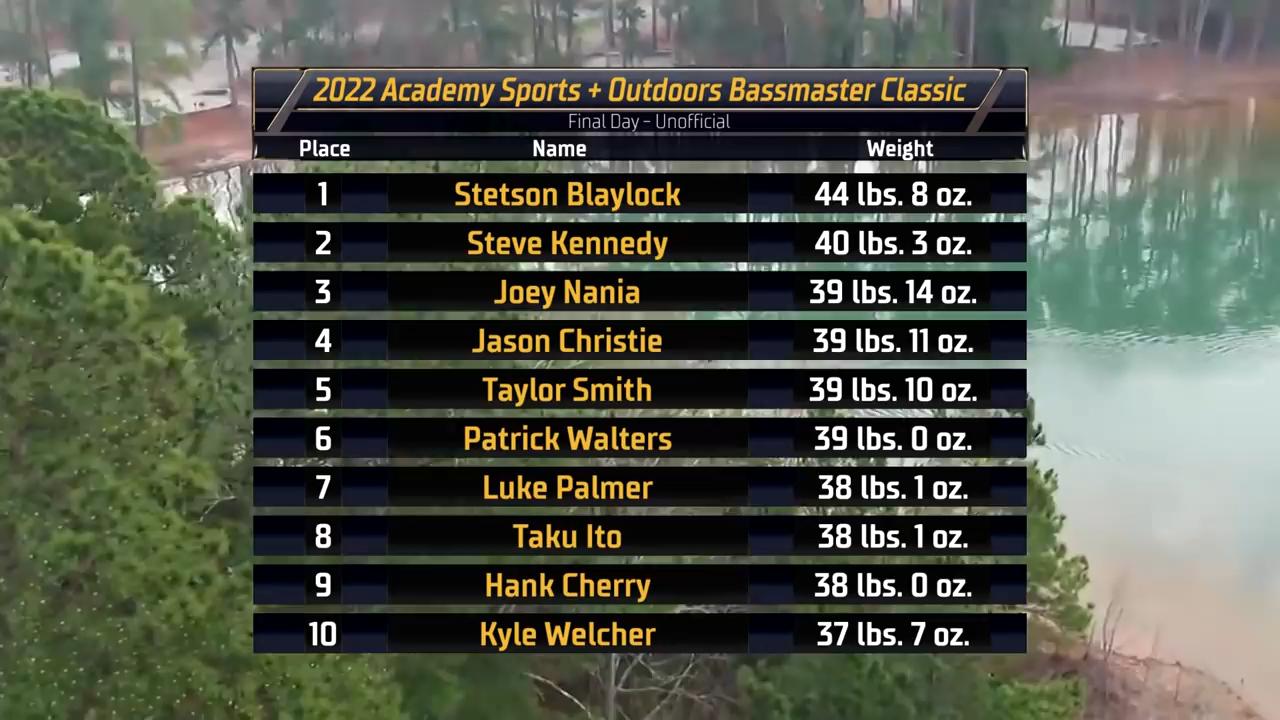 2022 Academy Sports + Outdoors Bassmaster Classic
Final Day – Unofficial
Place Name Weight
1 Stetson Blaylock 44 lbs. 8 oz.
2 Steve Kennedy 40 lbs. 3 oz.
3 Joey Nania 39 lbs. 14 oz.
4 Jason Christie 39 lbs. 11 oz.
5 Taylor Smith 39 lbs. 10 oz.
6 Patrick Walters 39 lbs. 0 oz.
7 Luke Palmer 38 lbs. 1 oz.
8 Taku Ito 38 lbs. 1 oz.
9 Hank Cherry 38 lbs. 0 oz.
10 Kyle Welcher 37 lbs. 7 oz.